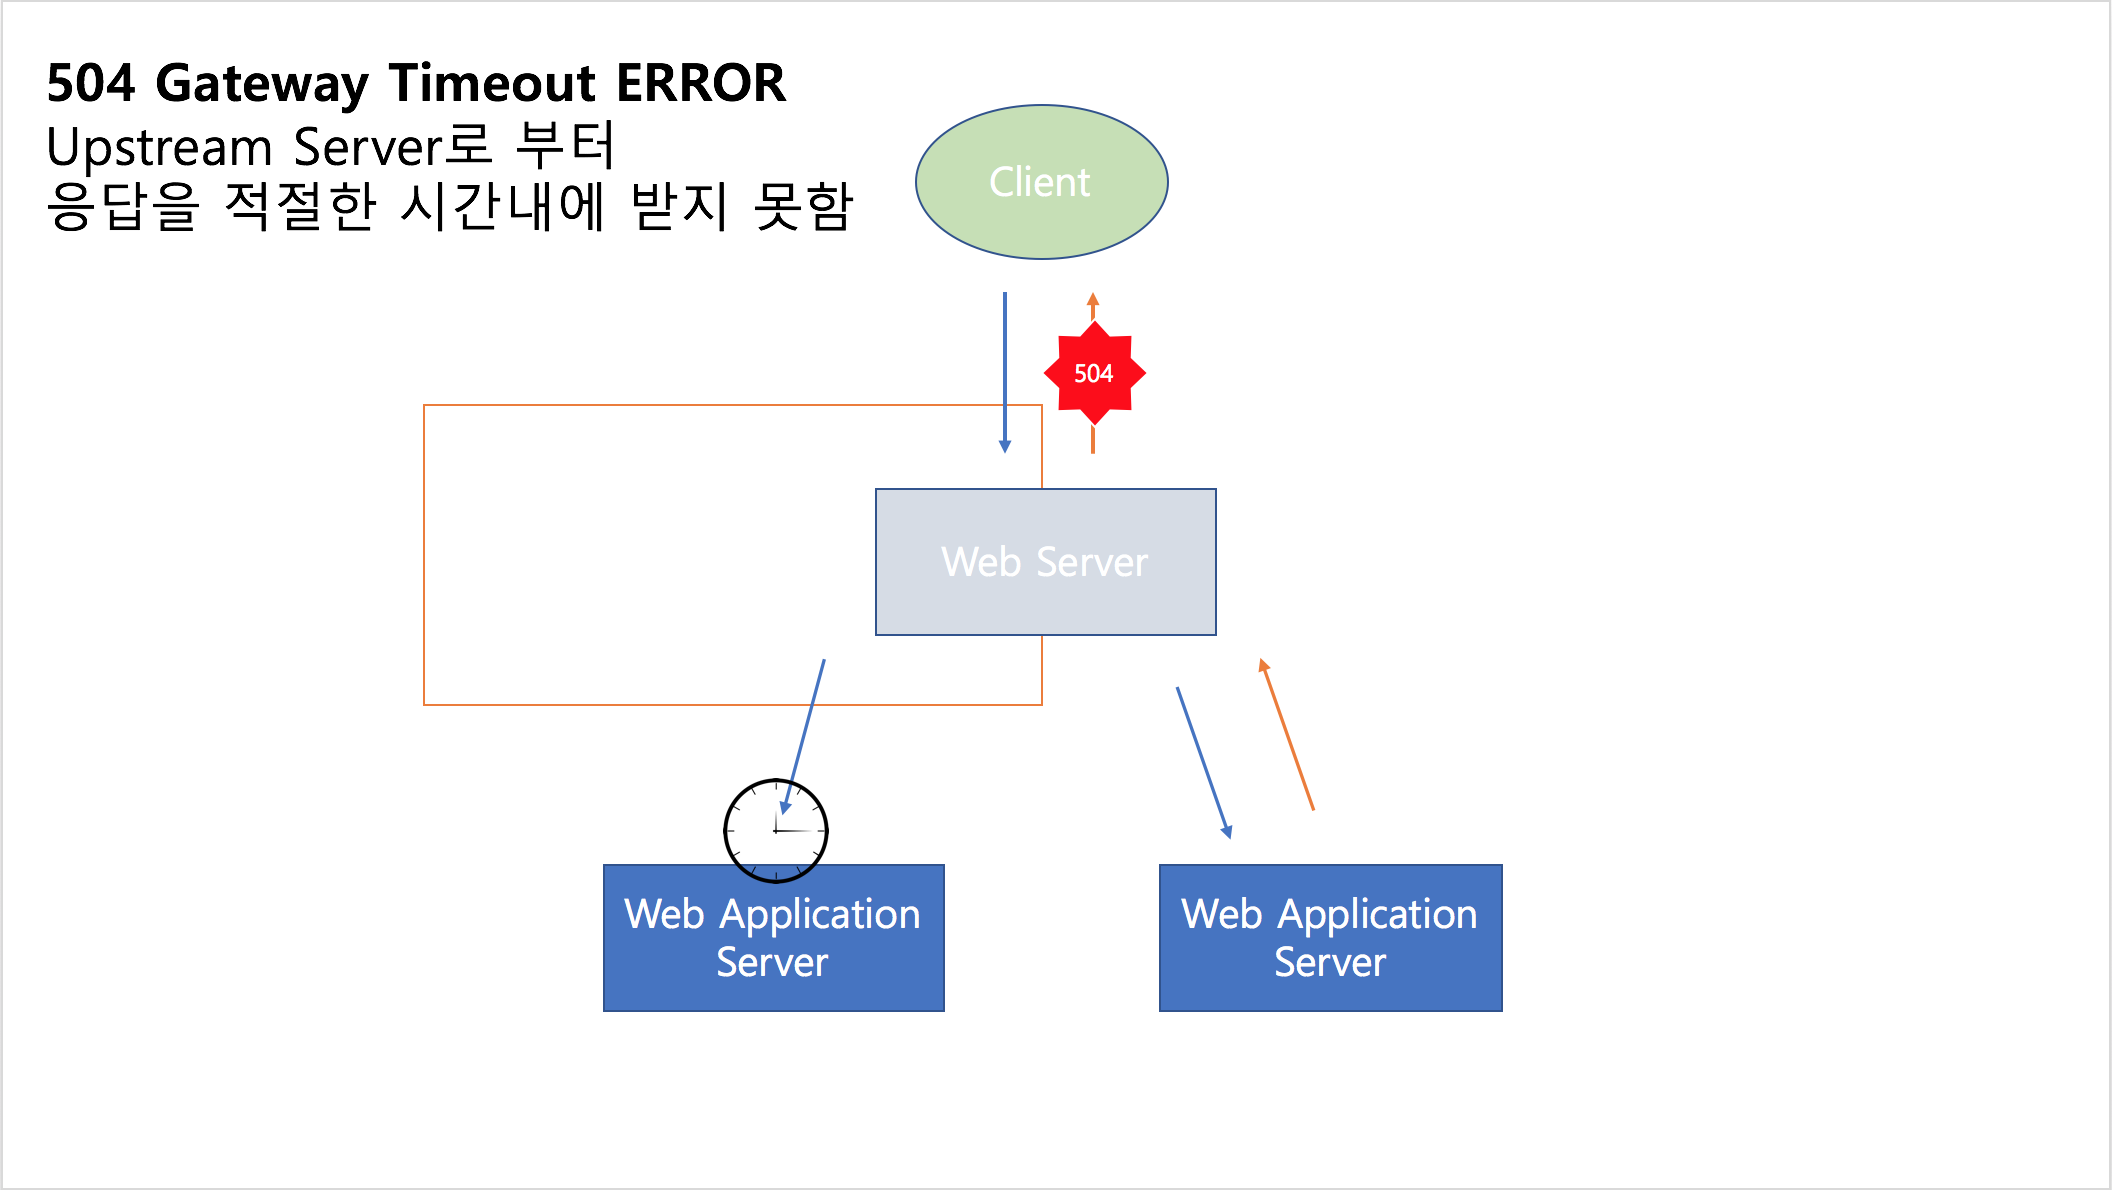 504 Gateway Timeout ERROR
Upstream Server로 부터
응답을 적절한 시간내에 받지 못함
Client
504
Web Server
Web Application
Server
Web Application
Server